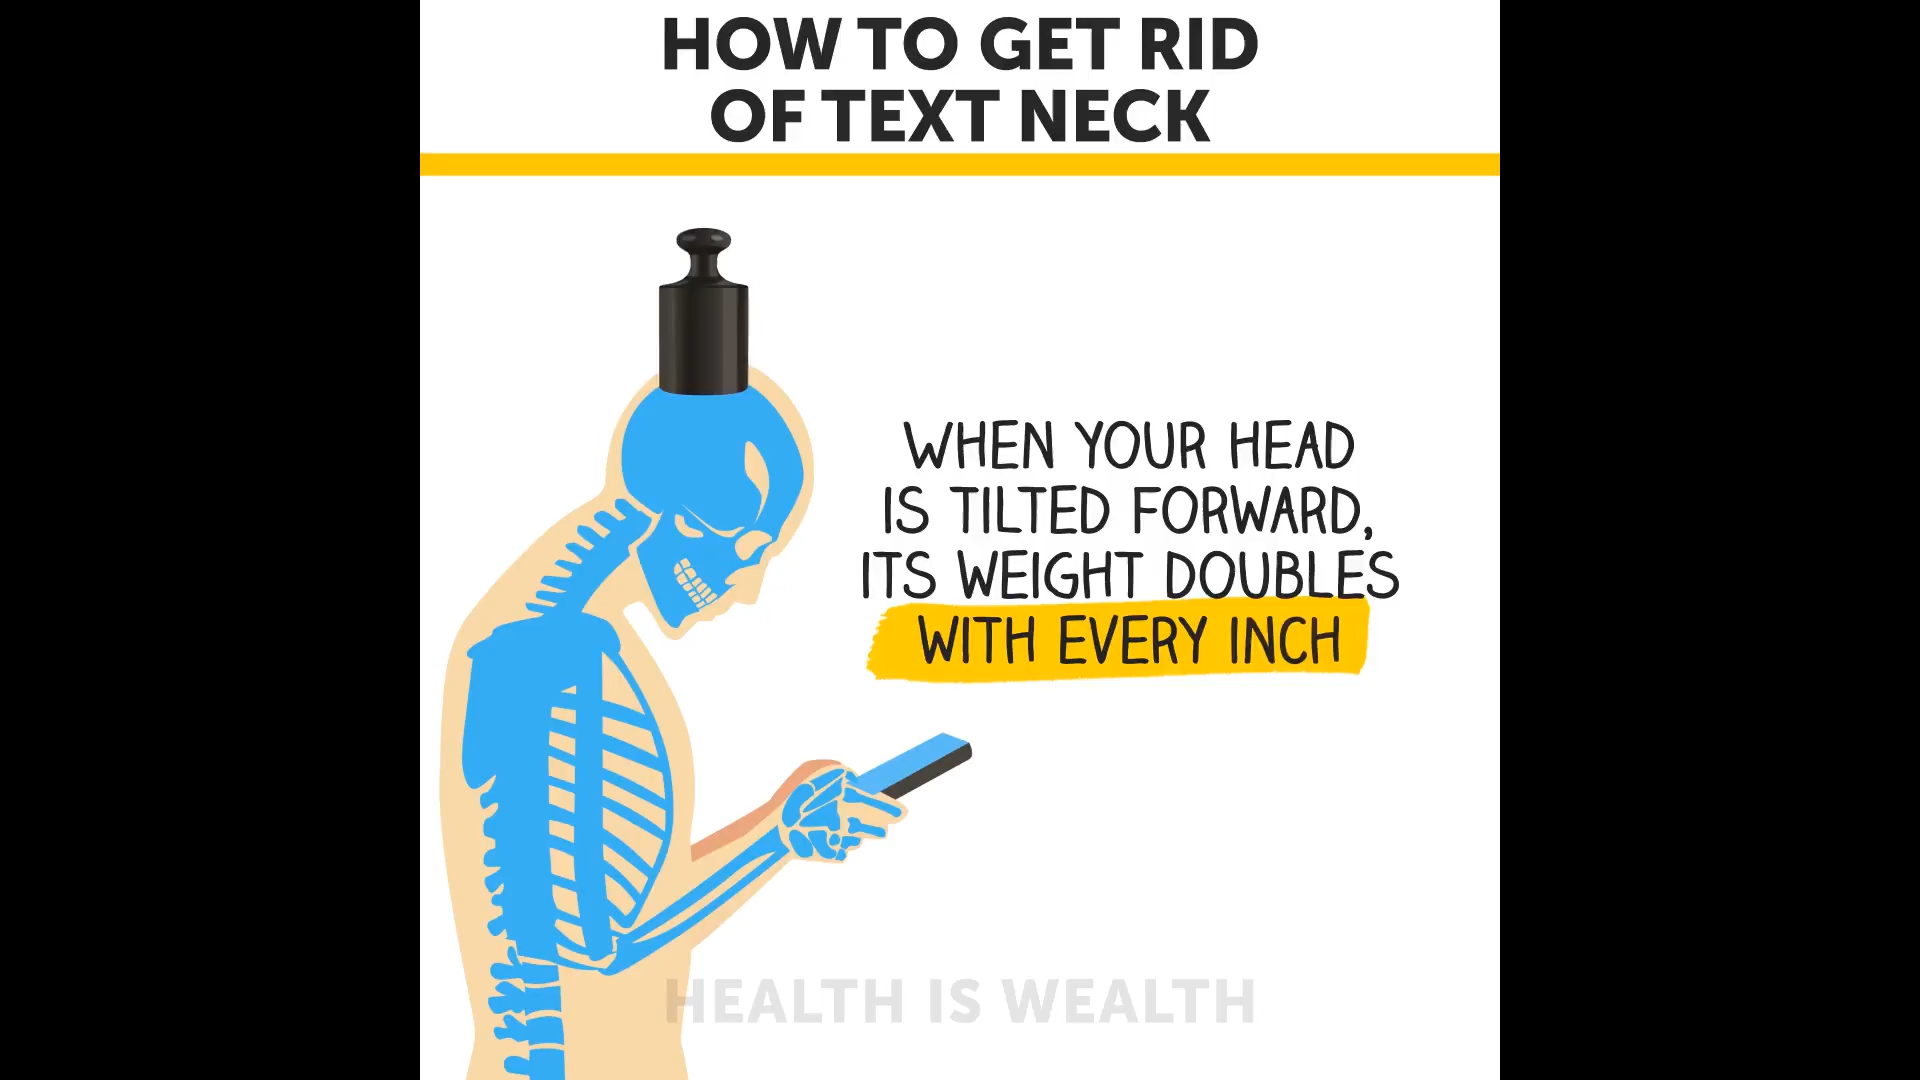 HOW TO GET RID
OF TEXT NECK
WHEN YOUR HEAD
IS TILTED FORWARD,
ITS WEIGHT DOUBLES
WITH EVERY INCH
HEALTH IS WEALTH